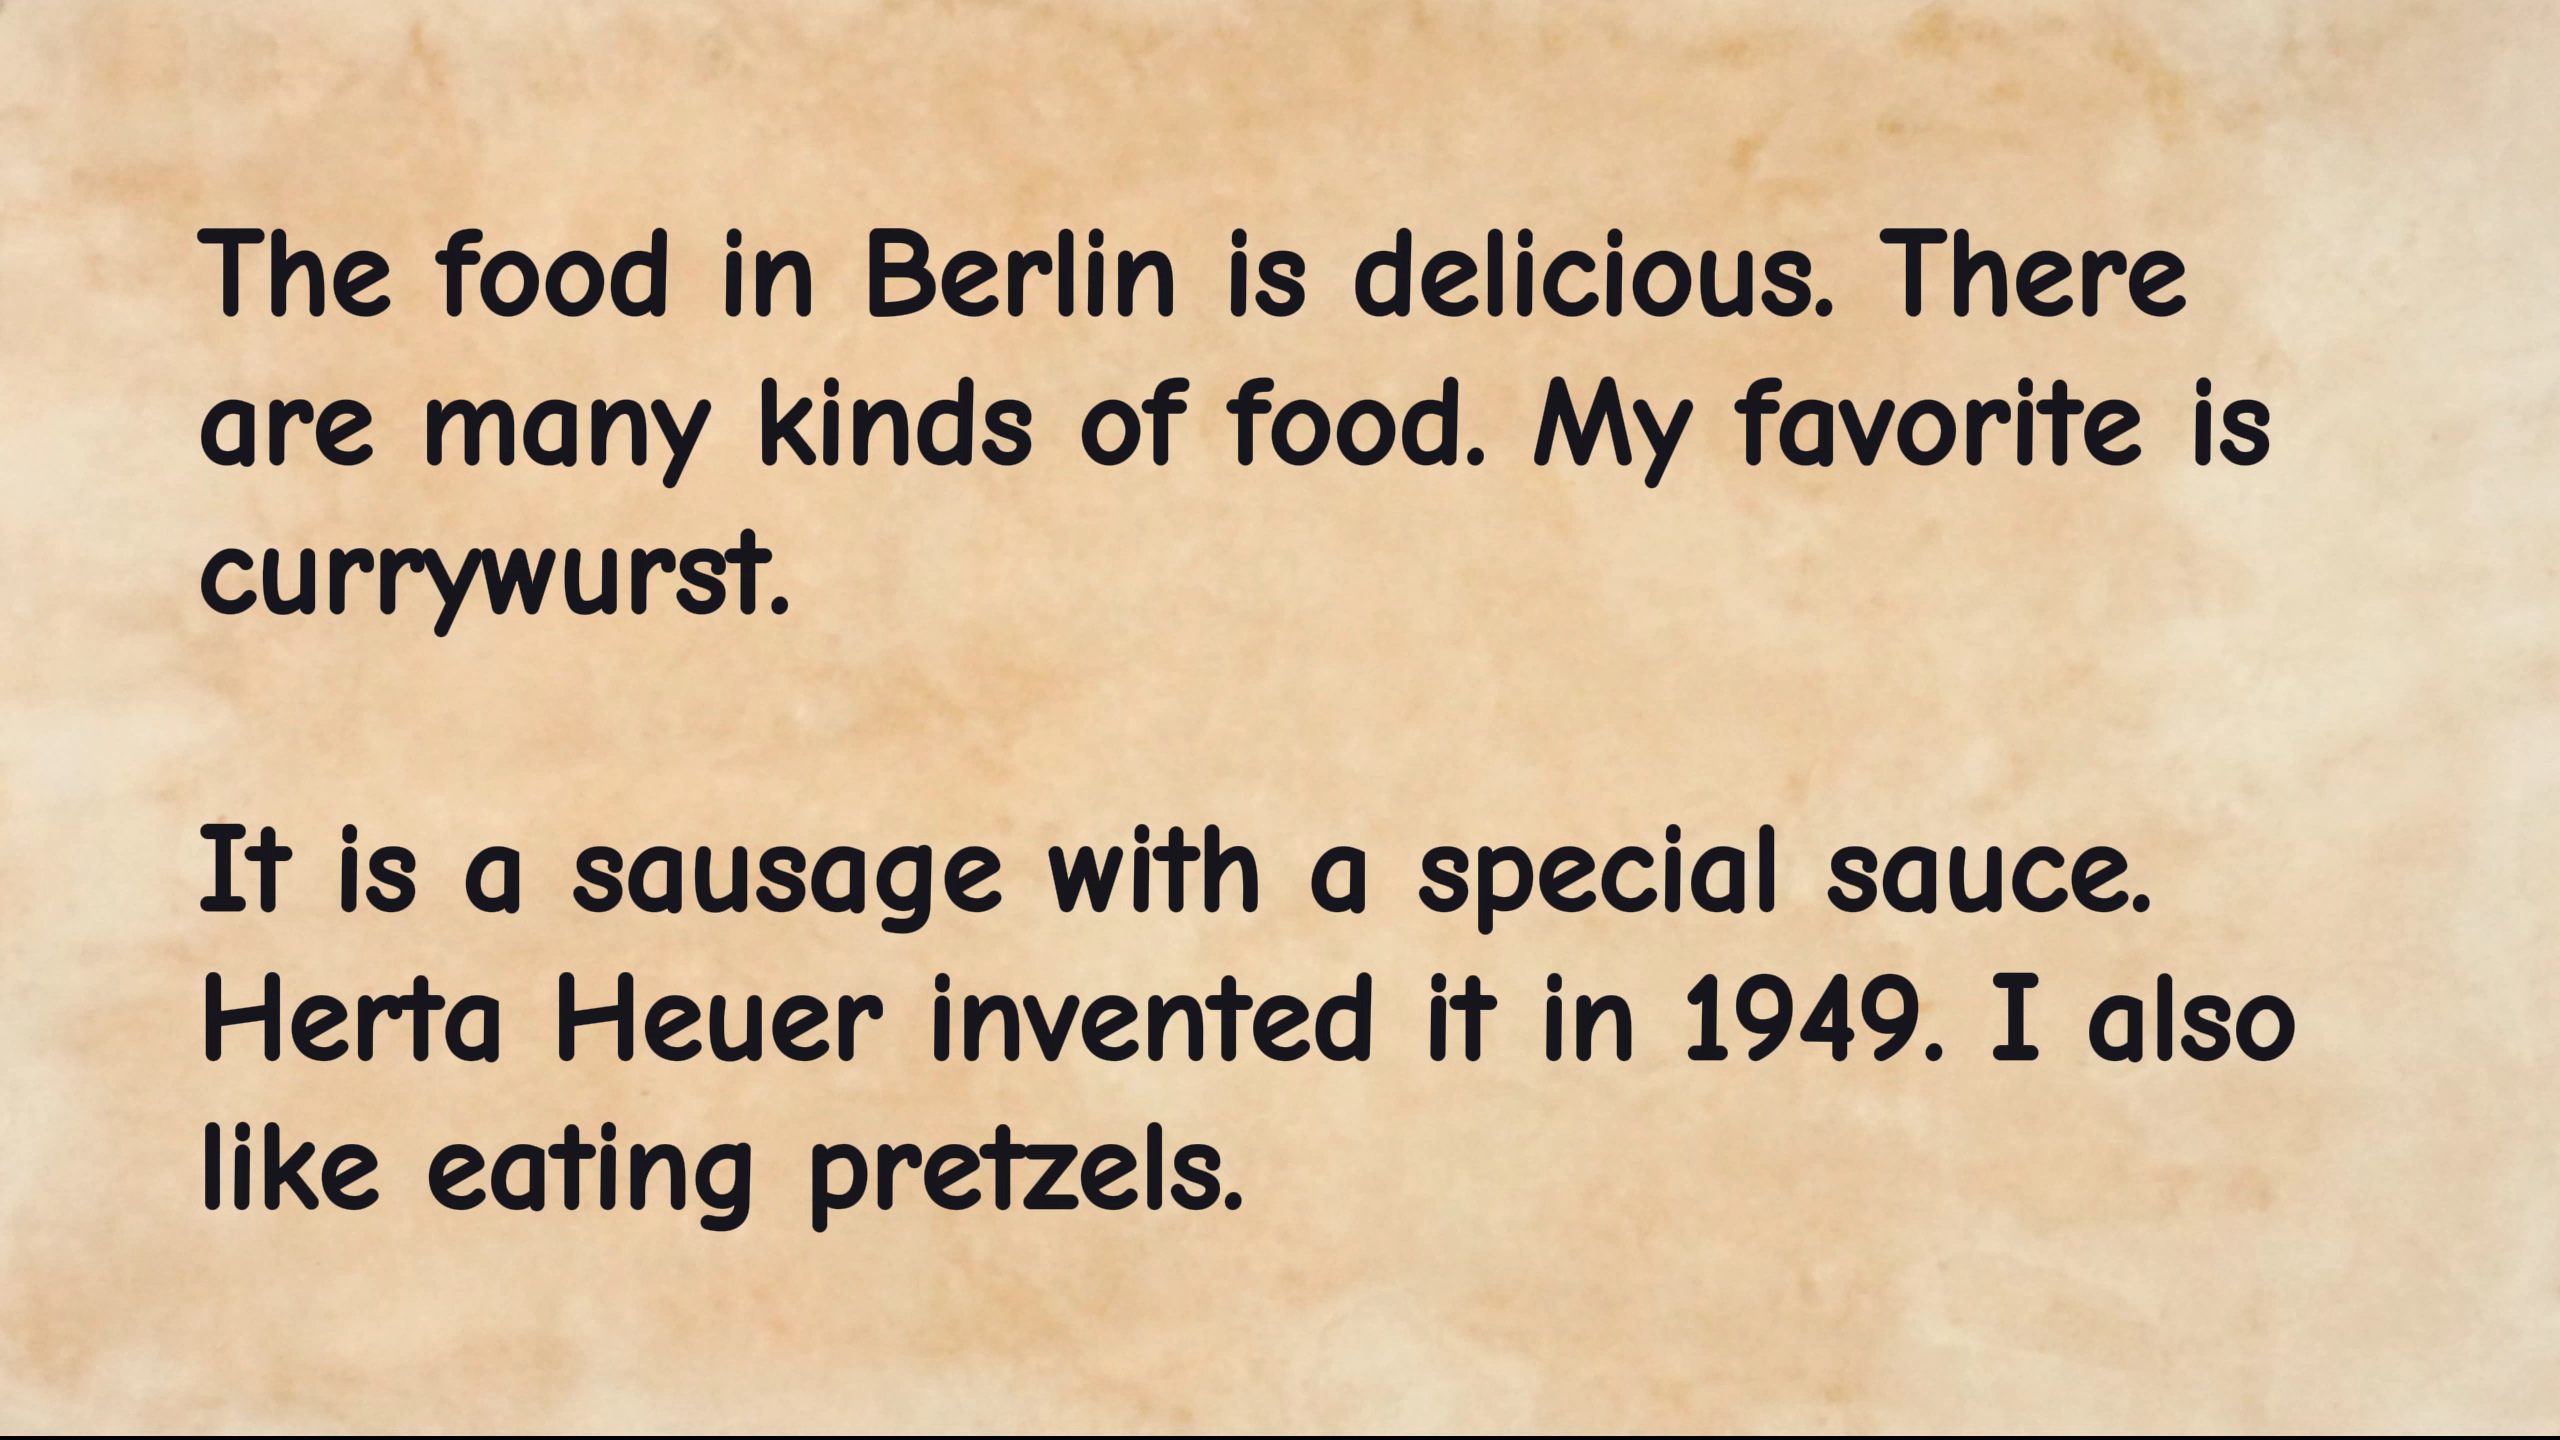 The food in Berlin is delicious. There
are many kinds of food. My favorite is
currywurst.
It is a sausage with a special sauce.
Herta Heuer invented it in 1949. I also
like eating pretzels.